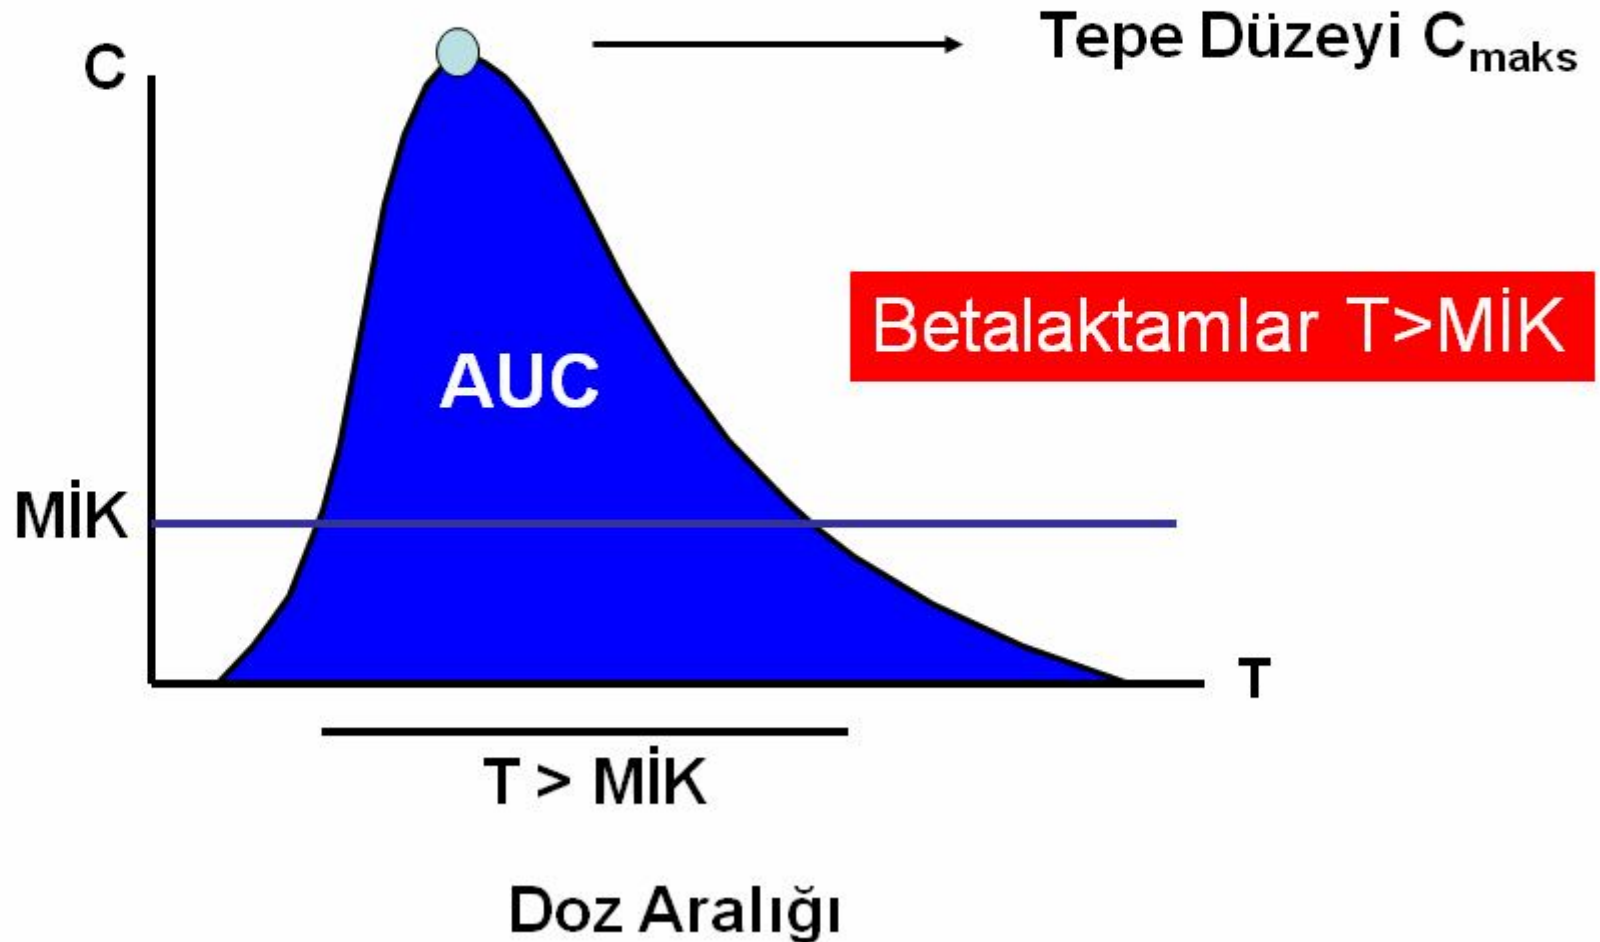 Tepe Düzeyi Cmaks
C
Betalaktamlar T>MİK
AUC
MİK
T
T > MİK
Doz Aralığı